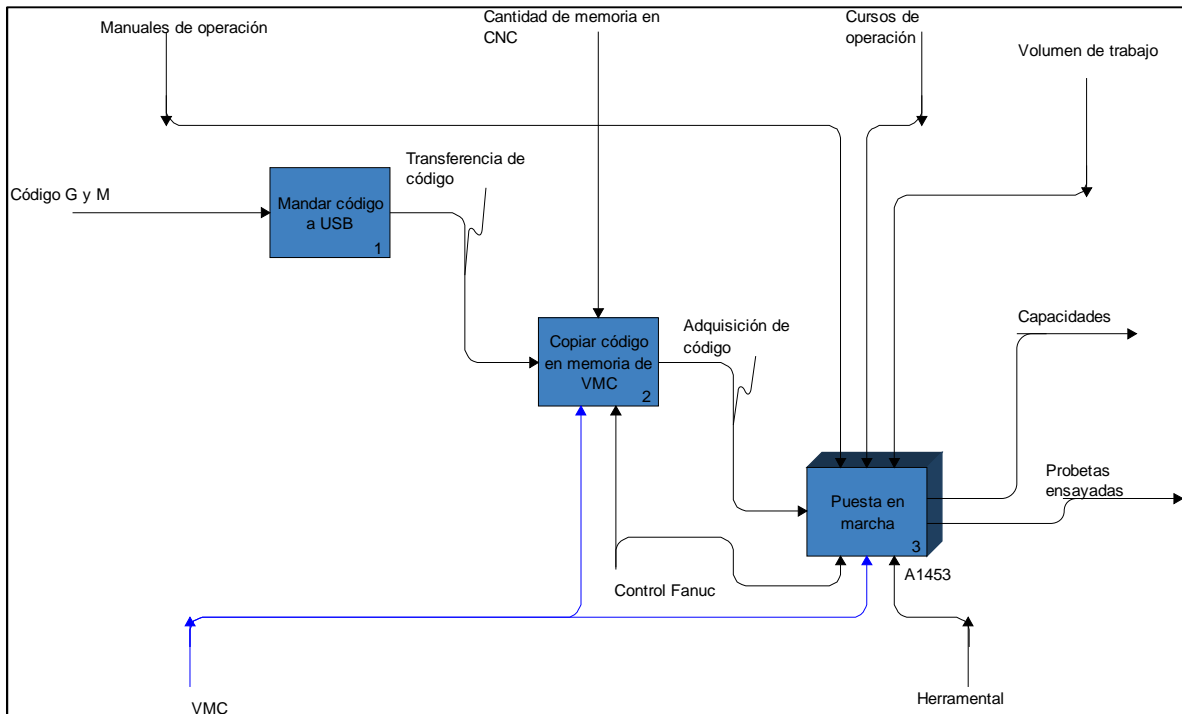 Manuales de operación
Cantidad de memoria en
CNC
Cursos de
operación
Volumen de trabajo
Transferencia de
código
Código G y M
Mandar código
a USB
1
Adquisición de
código
Capacidades
Copiar código
en memoria de
VMC
2
Probetas
ensayadas
Puesta en
marcha
3
A1453
Control Fanuc
VMC
Herramental